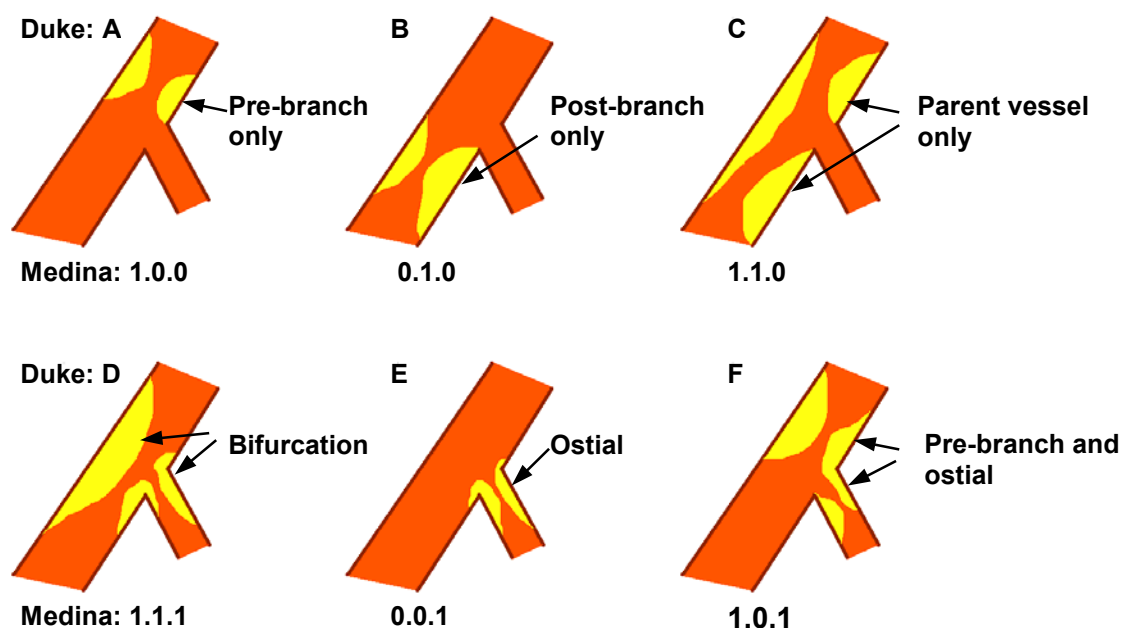 Duke: A
B
C
Pre-branch
only
Post-branch
only
Parent vessel
only
Medina: 1.0.0
0.1.0
1.1.0
Duke: D
E
F
Bifurcation
Ostial
Pre-branch and
ostial
Medina: 1.1.1
0.0.1
1.0.1